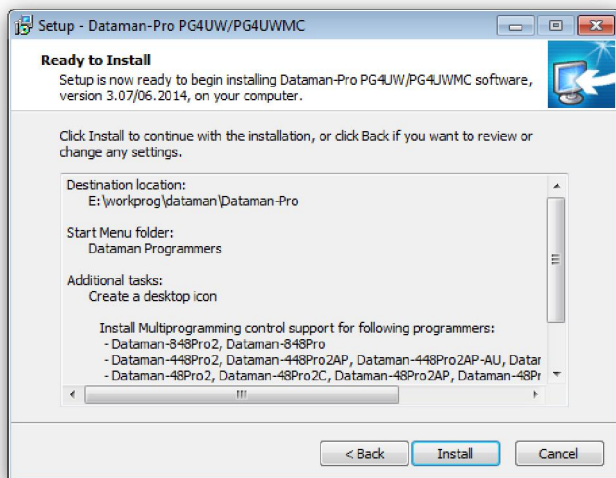 Setup - Dataman-Pro PG4UW/PG4UWMC
Ready to Install
Setup is now ready to begin installing Dataman-Pro PG4UW/PG4UWMC software,
version 3.07/06.2014, on your computer.
Click Install to continue with the installation, or click Back if you want to review or
change any settings.
Destination location:
E:\workprog\dataman\Dataman-Pro
Start Menu folder:
Dataman Programmers
Additional tasks:
Create a desktop icon
Install Multiprogramming control support for following programmers:
- Dataman-848Pro2, Dataman-848Pro
- Dataman-448Pro2, Dataman-448Pro2AP, Dataman-448Pro2AP-AU, Datar
- Dataman-48Pro2, Dataman-48Pro2C, Dataman-48Pro2AP, Dataman-48Pr
< Back
Install
Cancel